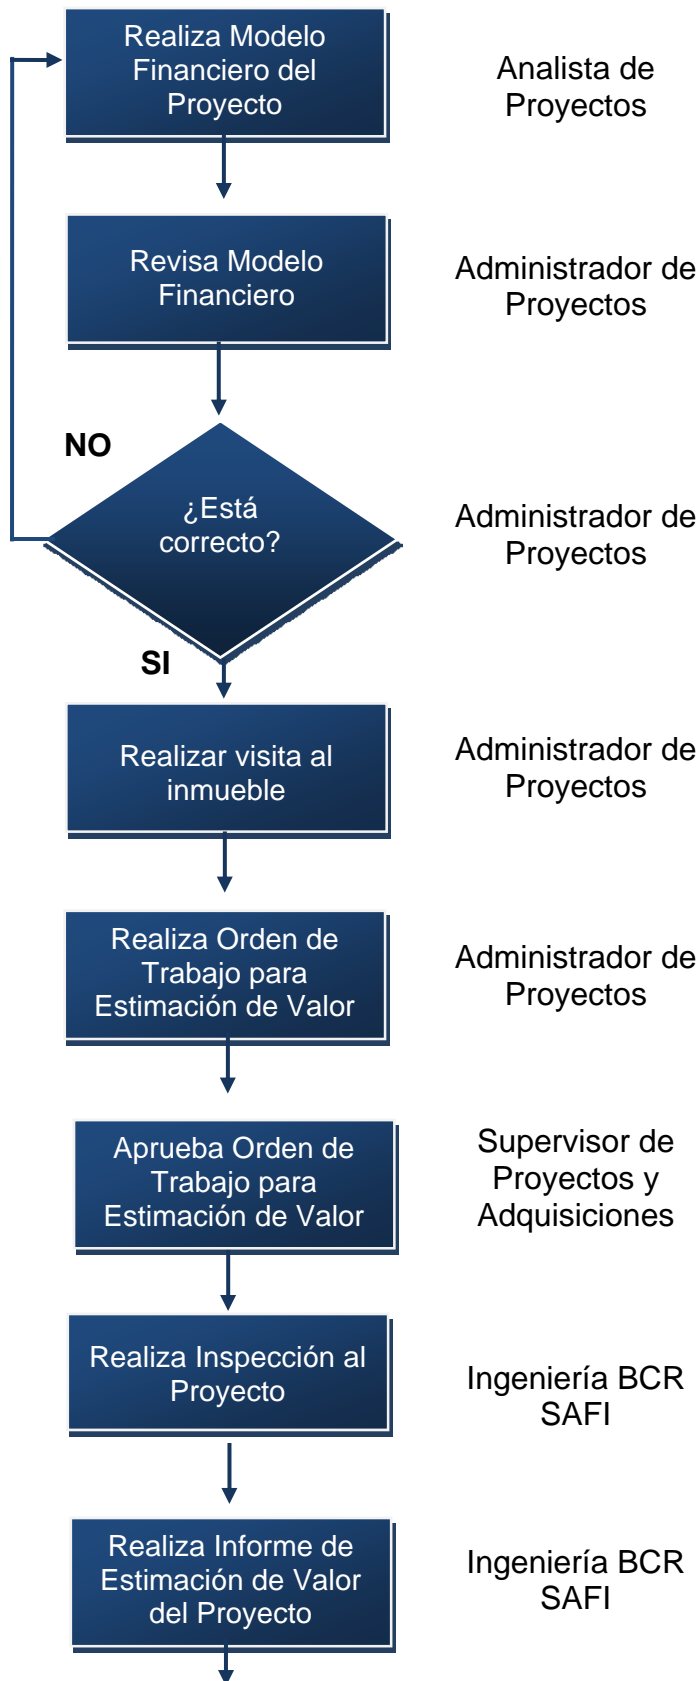 Realiza Modelo
Financiero del
Proyecto
Analista de
Proyectos
Revisa Modelo
Financiero
Administrador de
Proyectos
NO
¿Está
correcto?
Administrador de
Proyectos
SI
Realizar visita al
inmueble
Administrador de
Proyectos
Realiza Orden de
Trabajo para
Estimación de Valor
Administrador de
Proyectos
Aprueba Orden de
Trabajo para
Estimación de Valor
Supervisor de
Proyectos y
Adquisiciones
Realiza Inspección al
Proyecto
Ingeniería BCR
SAFI
Realiza Informe de
Estimación de Valor
del Proyecto
Ingeniería BCR
SAFI